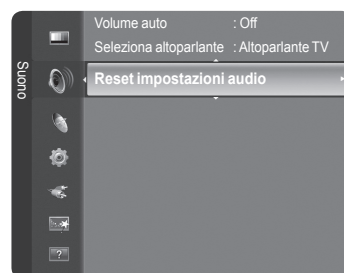 Suono
Volume auto : Off
Seleziona altoparlante : Altoparlante TV
Reset impostazioni audio
?